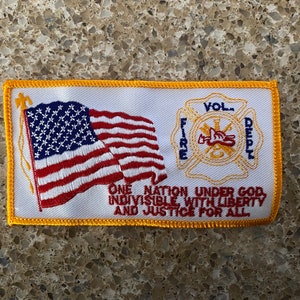 VOL.
FIRE
DEPT.
ONE NATION UNDER GOD,
INDIVISIBLE, WITH LIBERTY
AND JUSTICE FOR ALL.